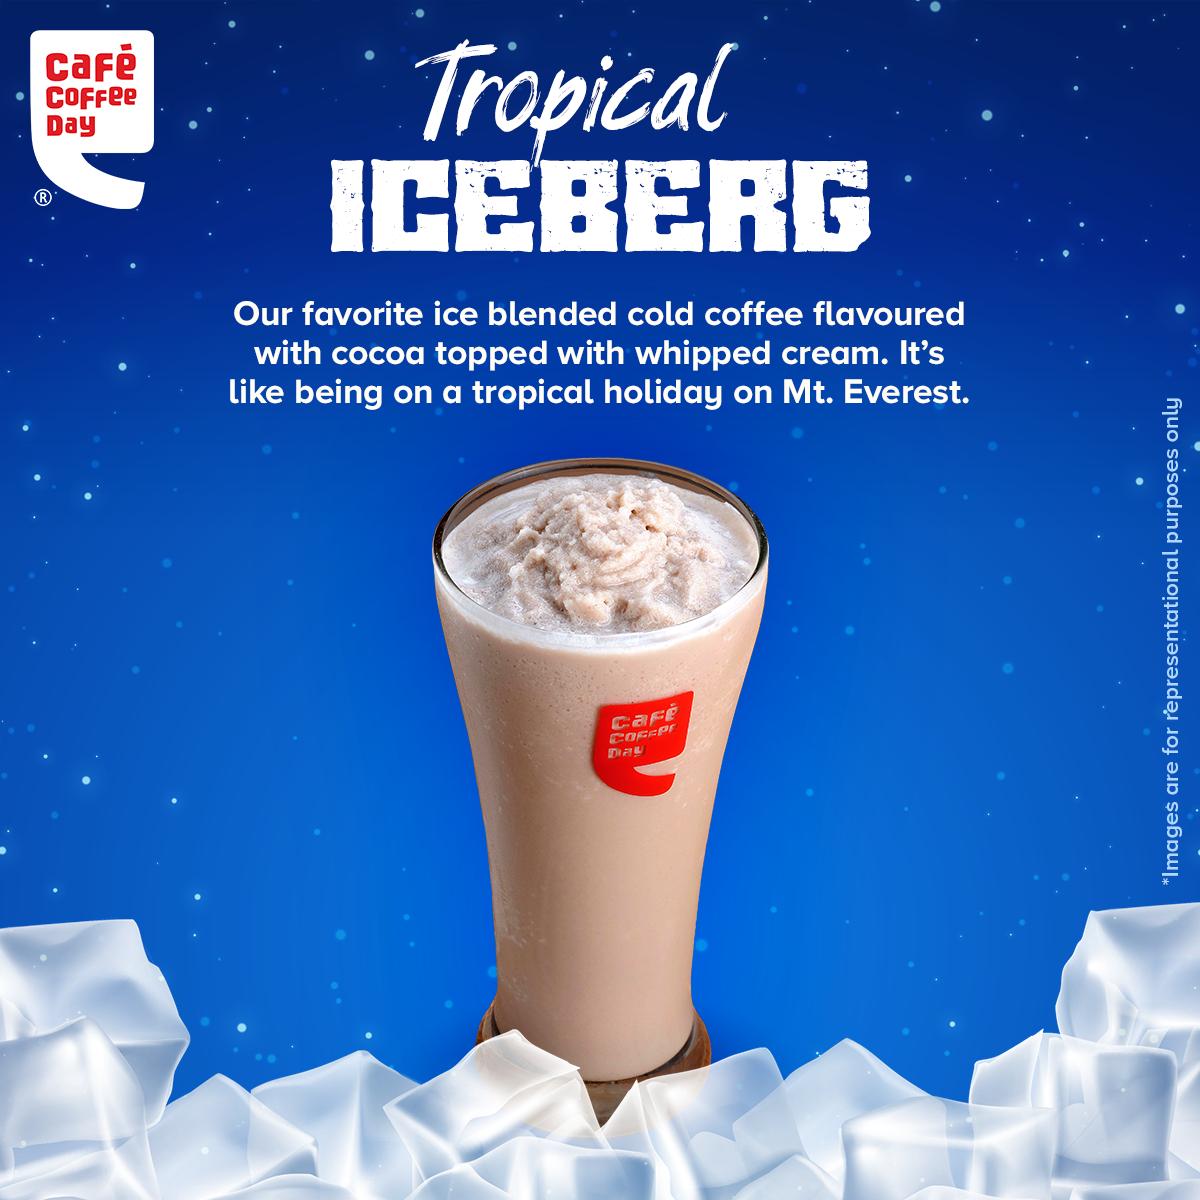 Café
Coffee
Day
®
Tropical
ICEBERG
Our favorite ice blended cold coffee flavoured
with cocoa topped with whipped cream. It’s
like being on a tropical holiday on Mt. Everest.
Café
Coffee
Day
*Images are for representational purposes only